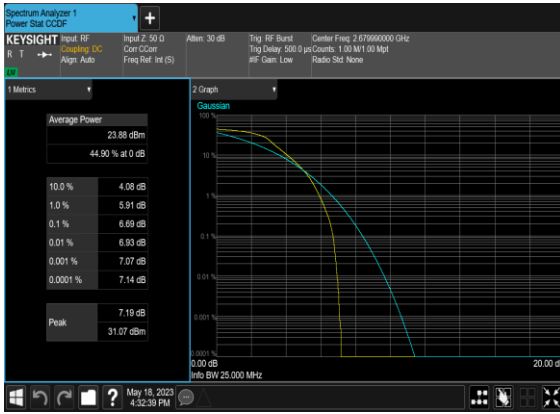 Spectrum Analyzer 1
Power Stat CCDF
KEYSIGHT
R T
LW
Input: RF
Coupling: DC
Align: Auto
Input Z: 50 Ω
Corr CCorr
Freq Ref: Int (S)
Atten: 30 dB
Trig: RF Burst
Trig Delay: 500.0 µs
#IF Gain: Low
Center Freq: 2.679990000 GHz
Counts: 1.00 M/1.00 Mpt
Radio Std: None
1 Metrics
Average Power
23.88 dBm
44.90 % at 0 dB
10.0 % 4.08 dB
1.0 % 5.91 dB
0.1 % 6.69 dB
0.01 % 6.93 dB
0.001 % 7.07 dB
0.0001 % 7.14 dB
Peak
7.19 dB
31.07 dBm
2 Graph
Gaussian
100 %
10 %
1 %
0.1 %
0.01 %
0.001 %
0.0001 %
0.00 dB
20.00 d
Info BW 25.000 MHz
?
May 18, 2023
4:32:39 PM